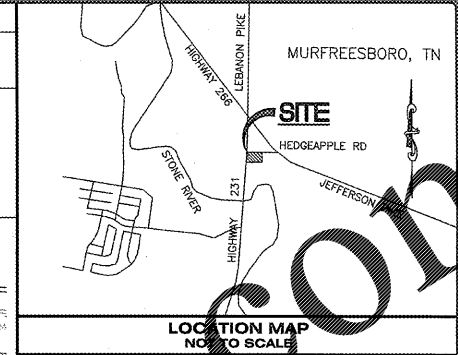 MURFREESBORO, TN
LEBANON PIKE
HIGHWAY 266
SITE
HEDGEAPPLE RD
STONE RIVER
HIGHWAY 231
JEFFERSON
LOCATION MAP
NOT TO SCALE